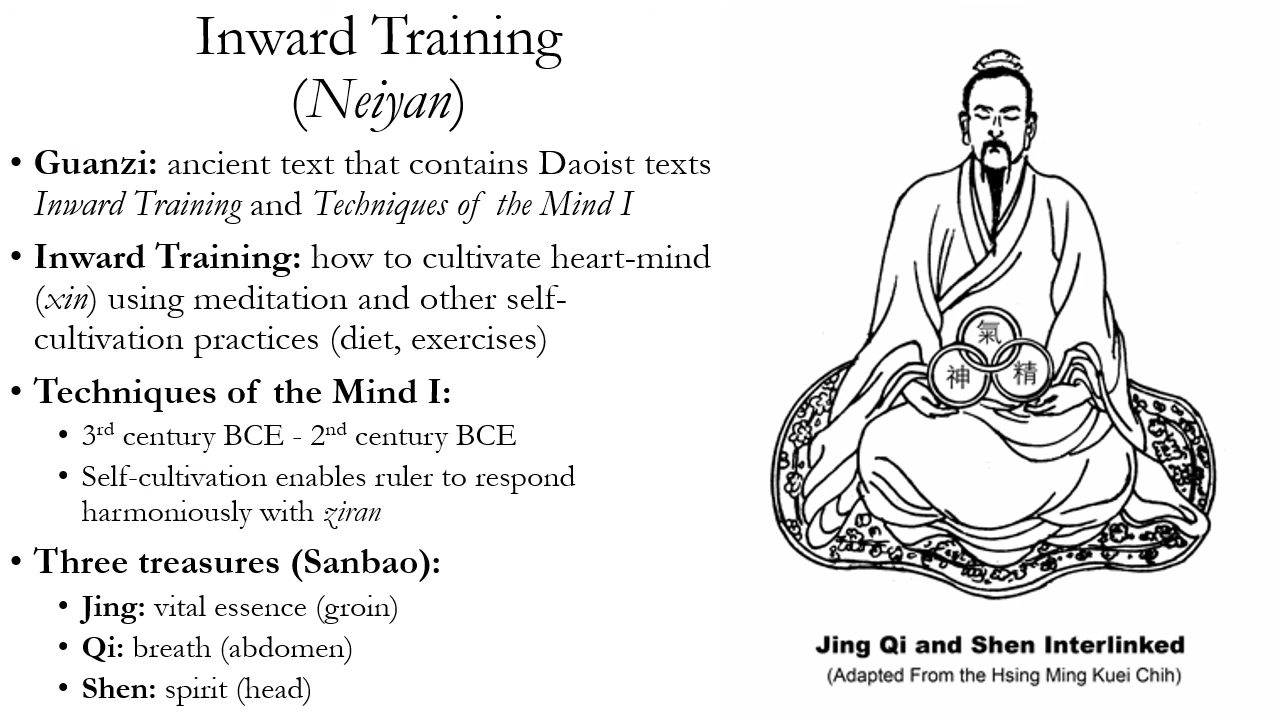 Inward Training
(Neiyan)
• Guanzi: ancient text that contains Daoist texts
Inward Training and Techniques of the Mind I
• Inward Training: how to cultivate heart-mind
(xin) using meditation and other self-
cultivation practices (diet, exercises)
• Techniques of the Mind I:
• 3rd century BCE - 2nd century BCE
• Self-cultivation enables ruler to respond
harmoniously with ziran
• Three treasures (Sanbao):
• Jing: vital essence (groin)
• Qi: breath (abdomen)
• Shen: spirit (head)
氣
神 精
Jing Qi and Shen Interlinked
(Adapted From the Hsing Ming Kuei Chih)